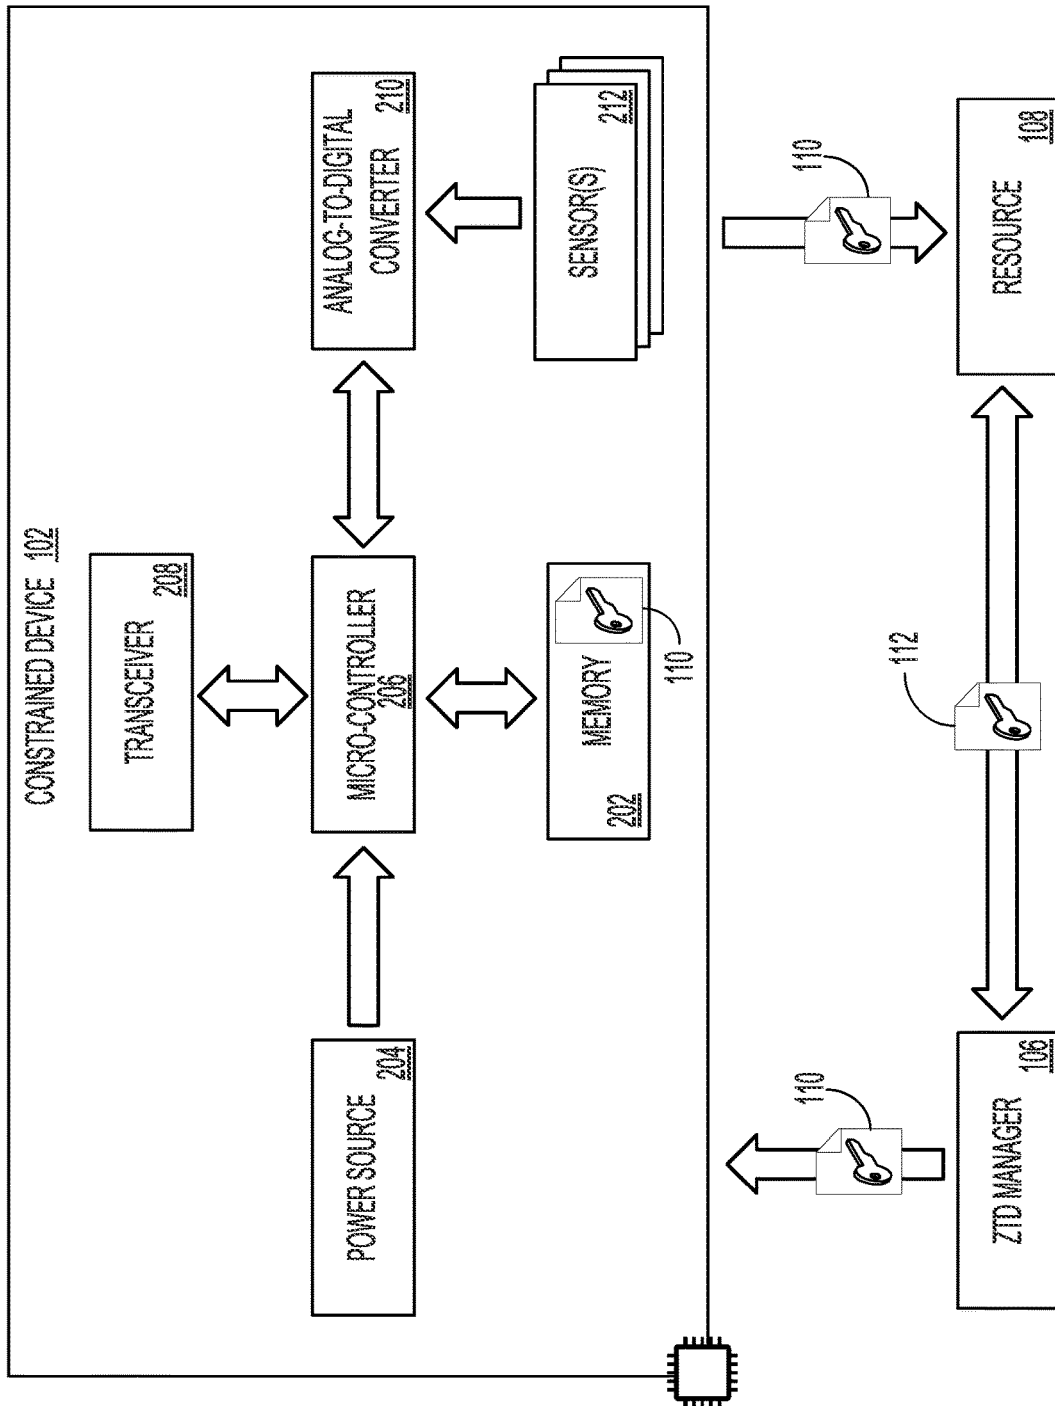 CONSTRAINED DEVICE 102
TRANSCEIVER
208
POWER SOURCE
204
MICRO-CONTROLLER
206
ANALOG-TO-DIGITAL
CONVERTER
210
MEMORY
202
110
SENSOR(S)
212
110
110
112
ZTD MANAGER
106
RESOURCE
108